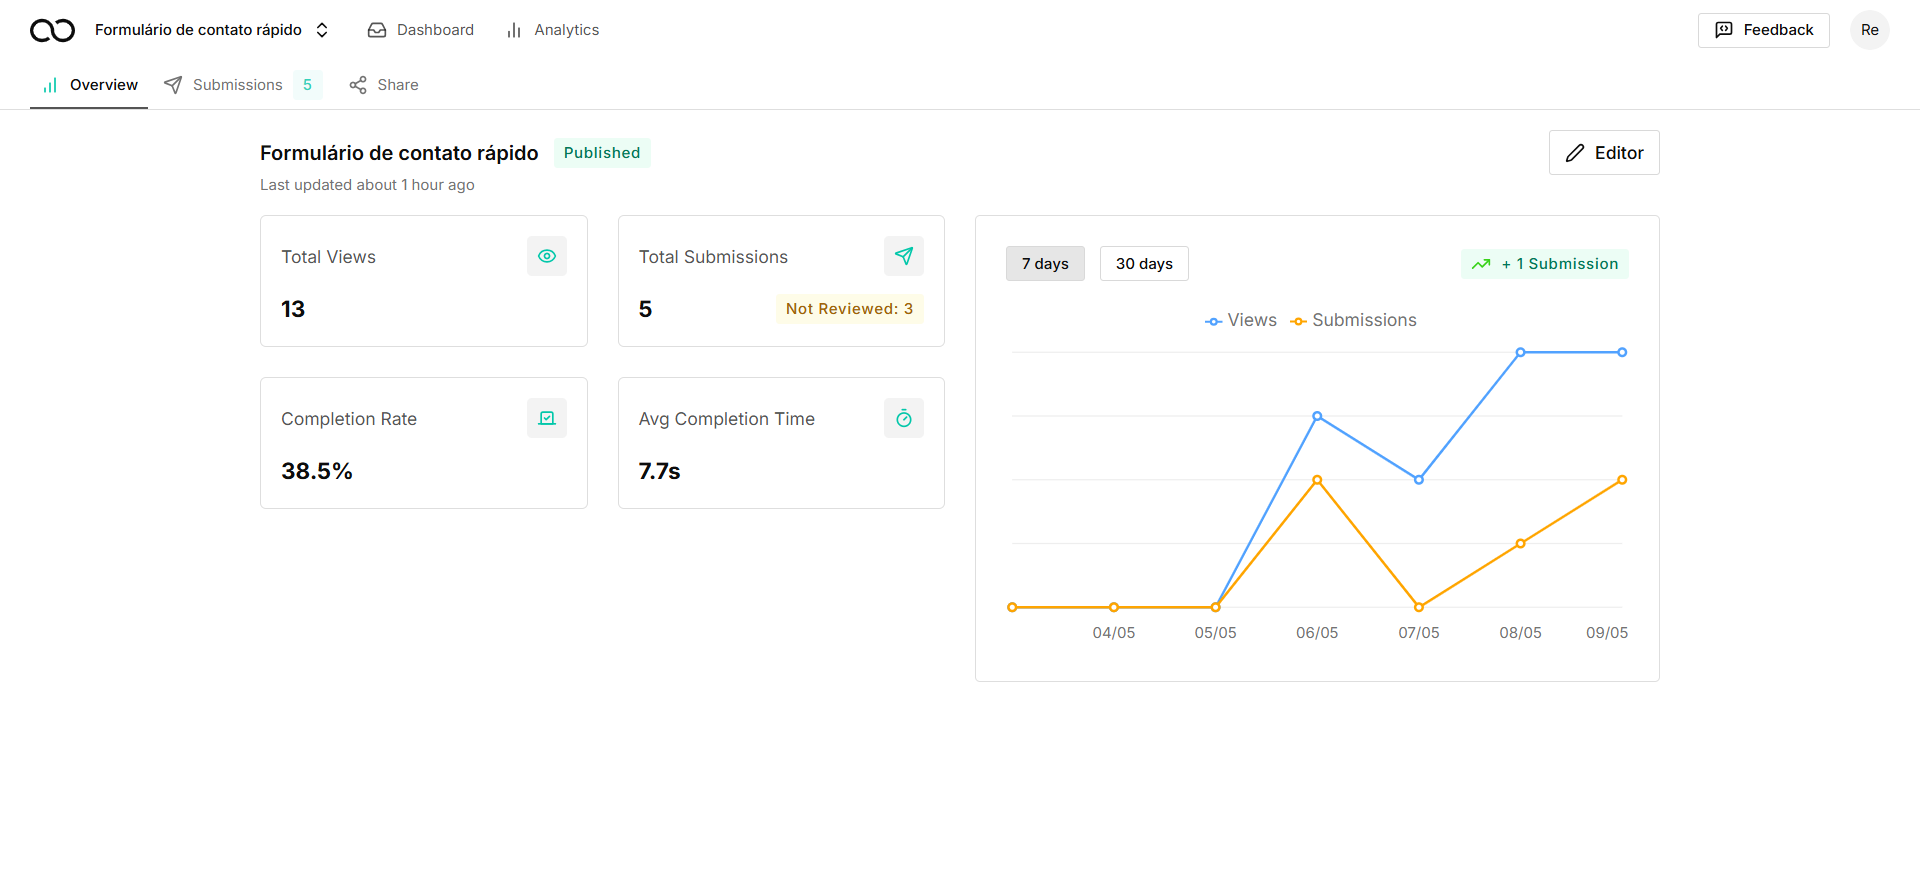 Formulário de contato rápido
Dashboard
Analytics
Feedback
Re
Overview
Submissions 5
Share
Formulário de contato rápido
Published
Last updated about 1 hour ago
Editor
Total Views
13
Total Submissions
5
Not Reviewed: 3
Completion Rate
38.5%
Avg Completion Time
7.7s
7 days
30 days
+ 1 Submission
Views
Submissions
04/05 05/05 06/05 07/05 08/05 09/05